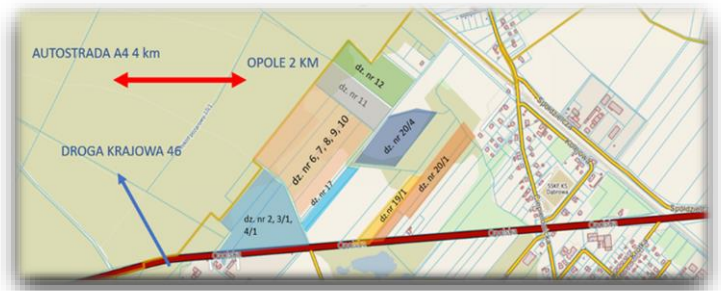 AUTOSTRADA A4 4 km
OPOLE 2 KM
DROGA KRAJOWA 46
dz. nr 12
dz. nr 11
dz. nr 6, 7, 8, 9, 10
dz. nr 20/4
dz. nr 17
dz. nr 20/1
dz. nr 19/1
dz. nr 2, 3/1,
4/1
Opolska
Opolska
Opolska